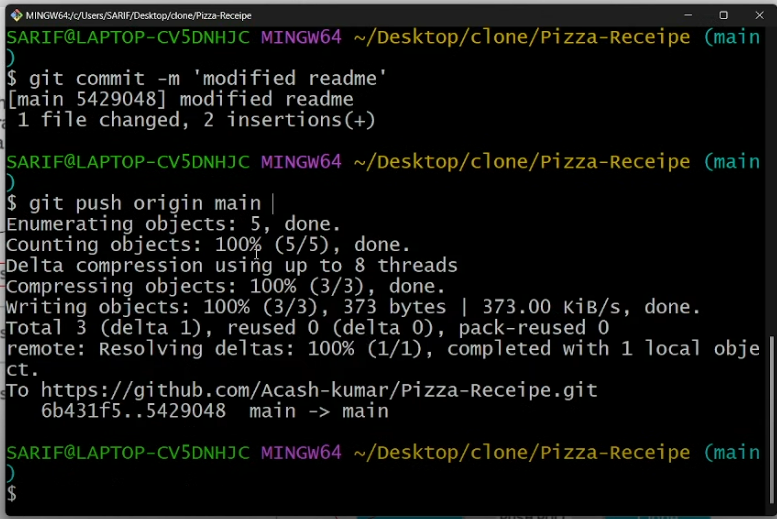 MINGW64:/c/Users/SARIF/Desktop/clone/Pizza-Receipe
SARIF@LAPTOP-CV5DNHJC MINGW64 ~/Desktop/clone/Pizza-Receipe (main
)
$ git commit -m 'modified readme'
[main 5429048] modified readme
 1 file changed, 2 insertions(+)
SARIF@LAPTOP-CV5DNHJC MINGW64 ~/Desktop/clone/Pizza-Receipe (main
)
$ git push origin main
Enumerating objects: 5, done.
Counting objects: 100% (5/5), done.
Delta compression using up to 8 threads
Compressing objects: 100% (3/3), done.
Writing objects: 100% (3/3), 373 bytes | 373.00 KiB/s, done.
Total 3 (delta 1), reused 0 (delta 0), pack-reused 0
remote: Resolving deltas: 100% (1/1), completed with 1 local obje
ct.
To https://github.com/Acash-kumar/Pizza-Receipe.git
   6b431f5..5429048  main -> main
SARIF@LAPTOP-CV5DNHJC MINGW64 ~/Desktop/clone/Pizza-Receipe (main
)
$